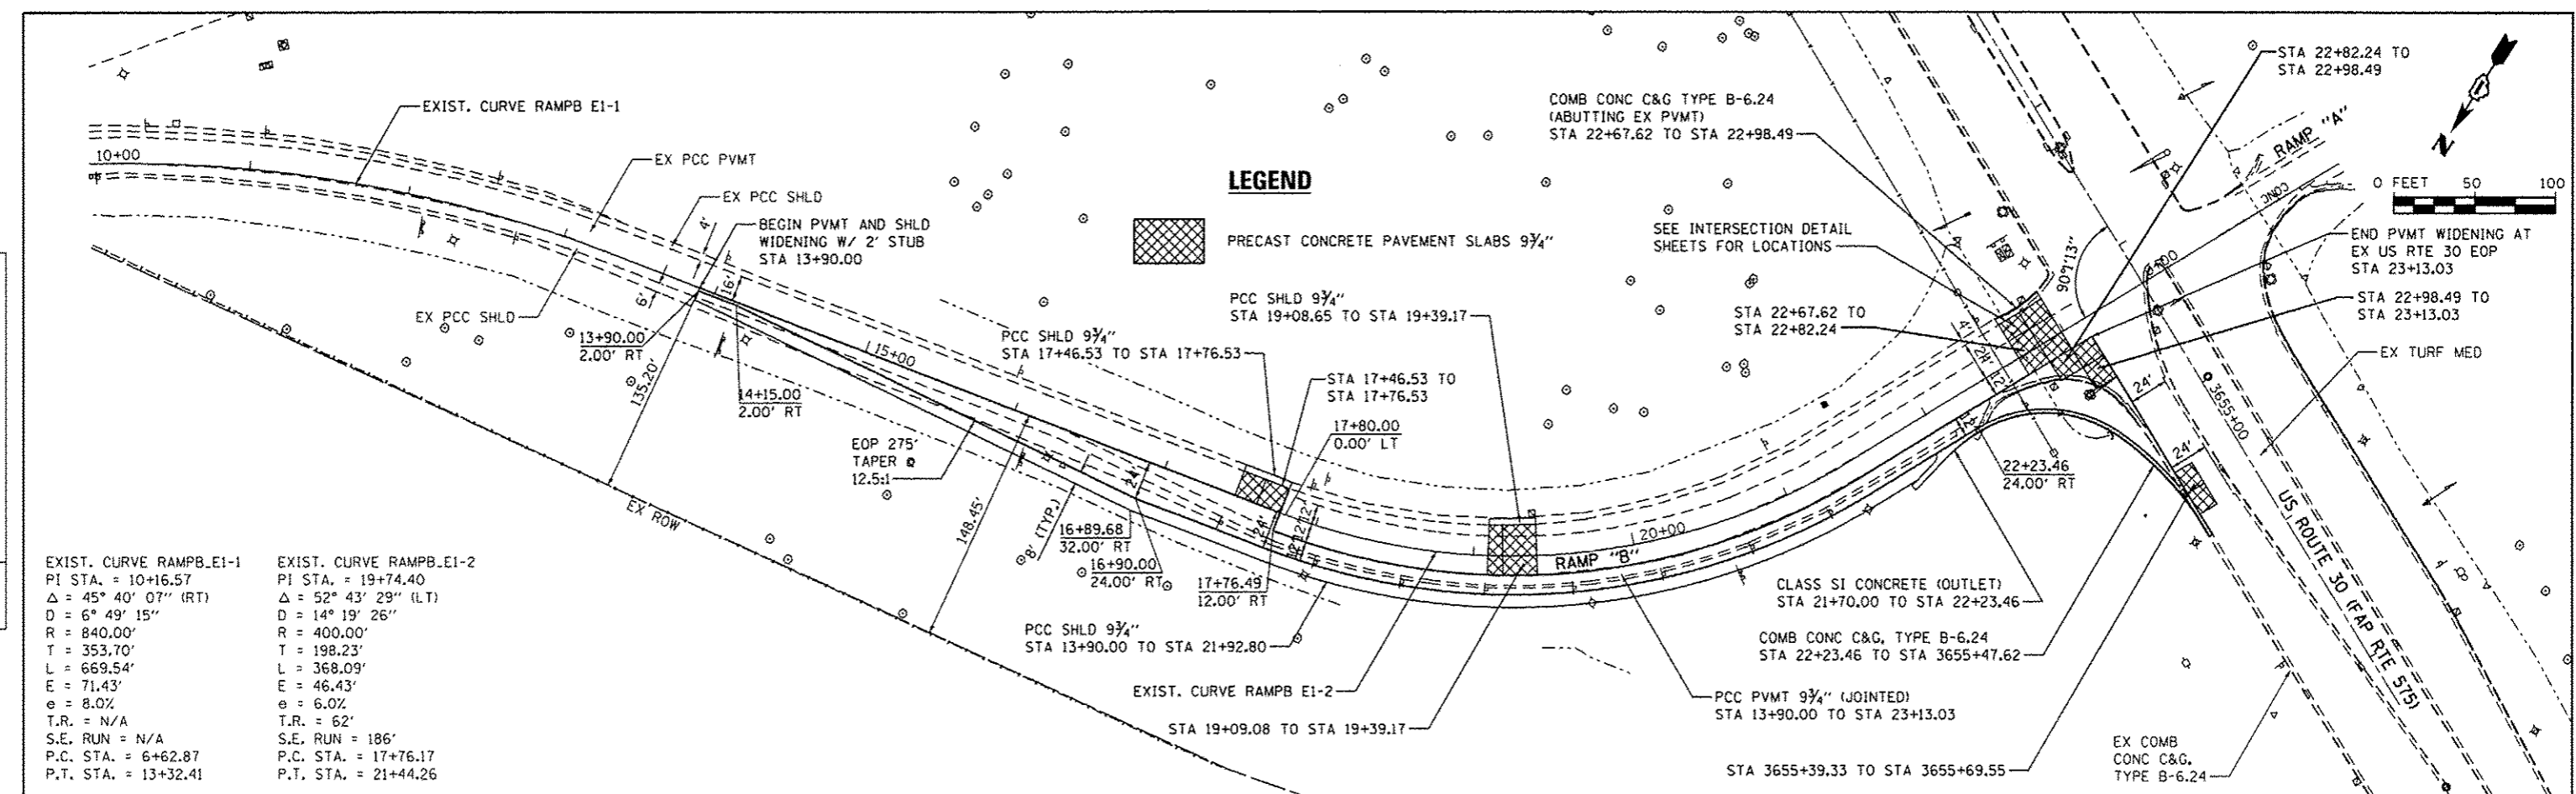 EXIST. CURVE RAMPB E1-1
10+00
EX PCC PVMT
EX PCC SHLD
4'
BEGIN PVMT AND SHLD
WIDENING W/ 2' STUB
STA 13+90.00
16'
6'
EX PCC SHLD
13+90.00
2.00' RT
135.20'
14+15.00
2.00' RT
15+00
EOP 275'
TAPER @
12.5:1
EX ROW
148.45'
8' (TYP.)
24'
16+89.68
32.00' RT
16+90.00
24.00' RT
17+76.49
12.00' RT
LEGEND
PRECAST CONCRETE PAVEMENT SLABS 9¾"
PCC SHLD 9¾"
STA 17+46.53 TO STA 17+76.53
PCC SHLD 9¾"
STA 19+08.65 TO STA 19+39.17
STA 17+46.53 TO
17+76.53
17+80.00
0.00' LT
24'
12'
12'
12'
PCC SHLD 9¾"
STA 13+90.00 TO STA 21+92.80
EXIST. CURVE RAMPB E1-2
STA 19+09.08 TO STA 19+39.17
RAMP "B"
20+00
COMB CONC C&G TYPE B-6.24
(ABUTTING EX PVMT)
STA 22+67.62 TO STA 22+98.49
SEE INTERSECTION DETAIL
SHEETS FOR LOCATIONS
STA 22+67.62 TO
STA 22+82.24
4'
24'
12'
22+23.46
24.00' RT
CLASS SI CONCRETE (OUTLET)
STA 21+70.00 TO STA 22+23.46
COMB CONC C&G, TYPE B-6.24
STA 22+23.46 TO STA 3655+47.62
PCC PVMT 9¾" (JOINTED)
STA 13+90.00 TO STA 23+13.03
STA 3655+39.33 TO STA 3655+69.55
STA 22+82.24 TO
STA 22+98.49
RAMP "A"
CONC
N
0 FEET 50 100
90°1'13"
END PVMT WIDENING AT
EX US RTE 30 EOP
STA 23+13.03
STA 22+98.49 TO
STA 23+13.03
EX TURF MED
24'
24'
3655+00
US ROUTE 30 (FAP RTE 575)
EX COMB
CONC C&G,
TYPE B-6.24
EXIST. CURVE RAMPB_E1-1
PI STA. = 10+16.57
Δ = 45° 40' 07" (RT)
D = 6° 49' 15"
R = 840.00'
T = 353.70'
L = 669.54'
E = 71.43'
e = 8.0%
T.R. = N/A
S.E. RUN = N/A
P.C. STA. = 6+62.87
P.T. STA. = 13+32.41
EXIST. CURVE RAMPB_E1-2
PI STA. = 19+74.40
Δ = 52° 43' 29" (LT)
D = 14° 19' 26"
R = 400.00'
T = 198.23'
L = 368.09'
E = 46.43'
e = 6.0%
T.R. = 62'
S.E. RUN = 186'
P.C. STA. = 17+76.17
P.T. STA. = 21+44.26